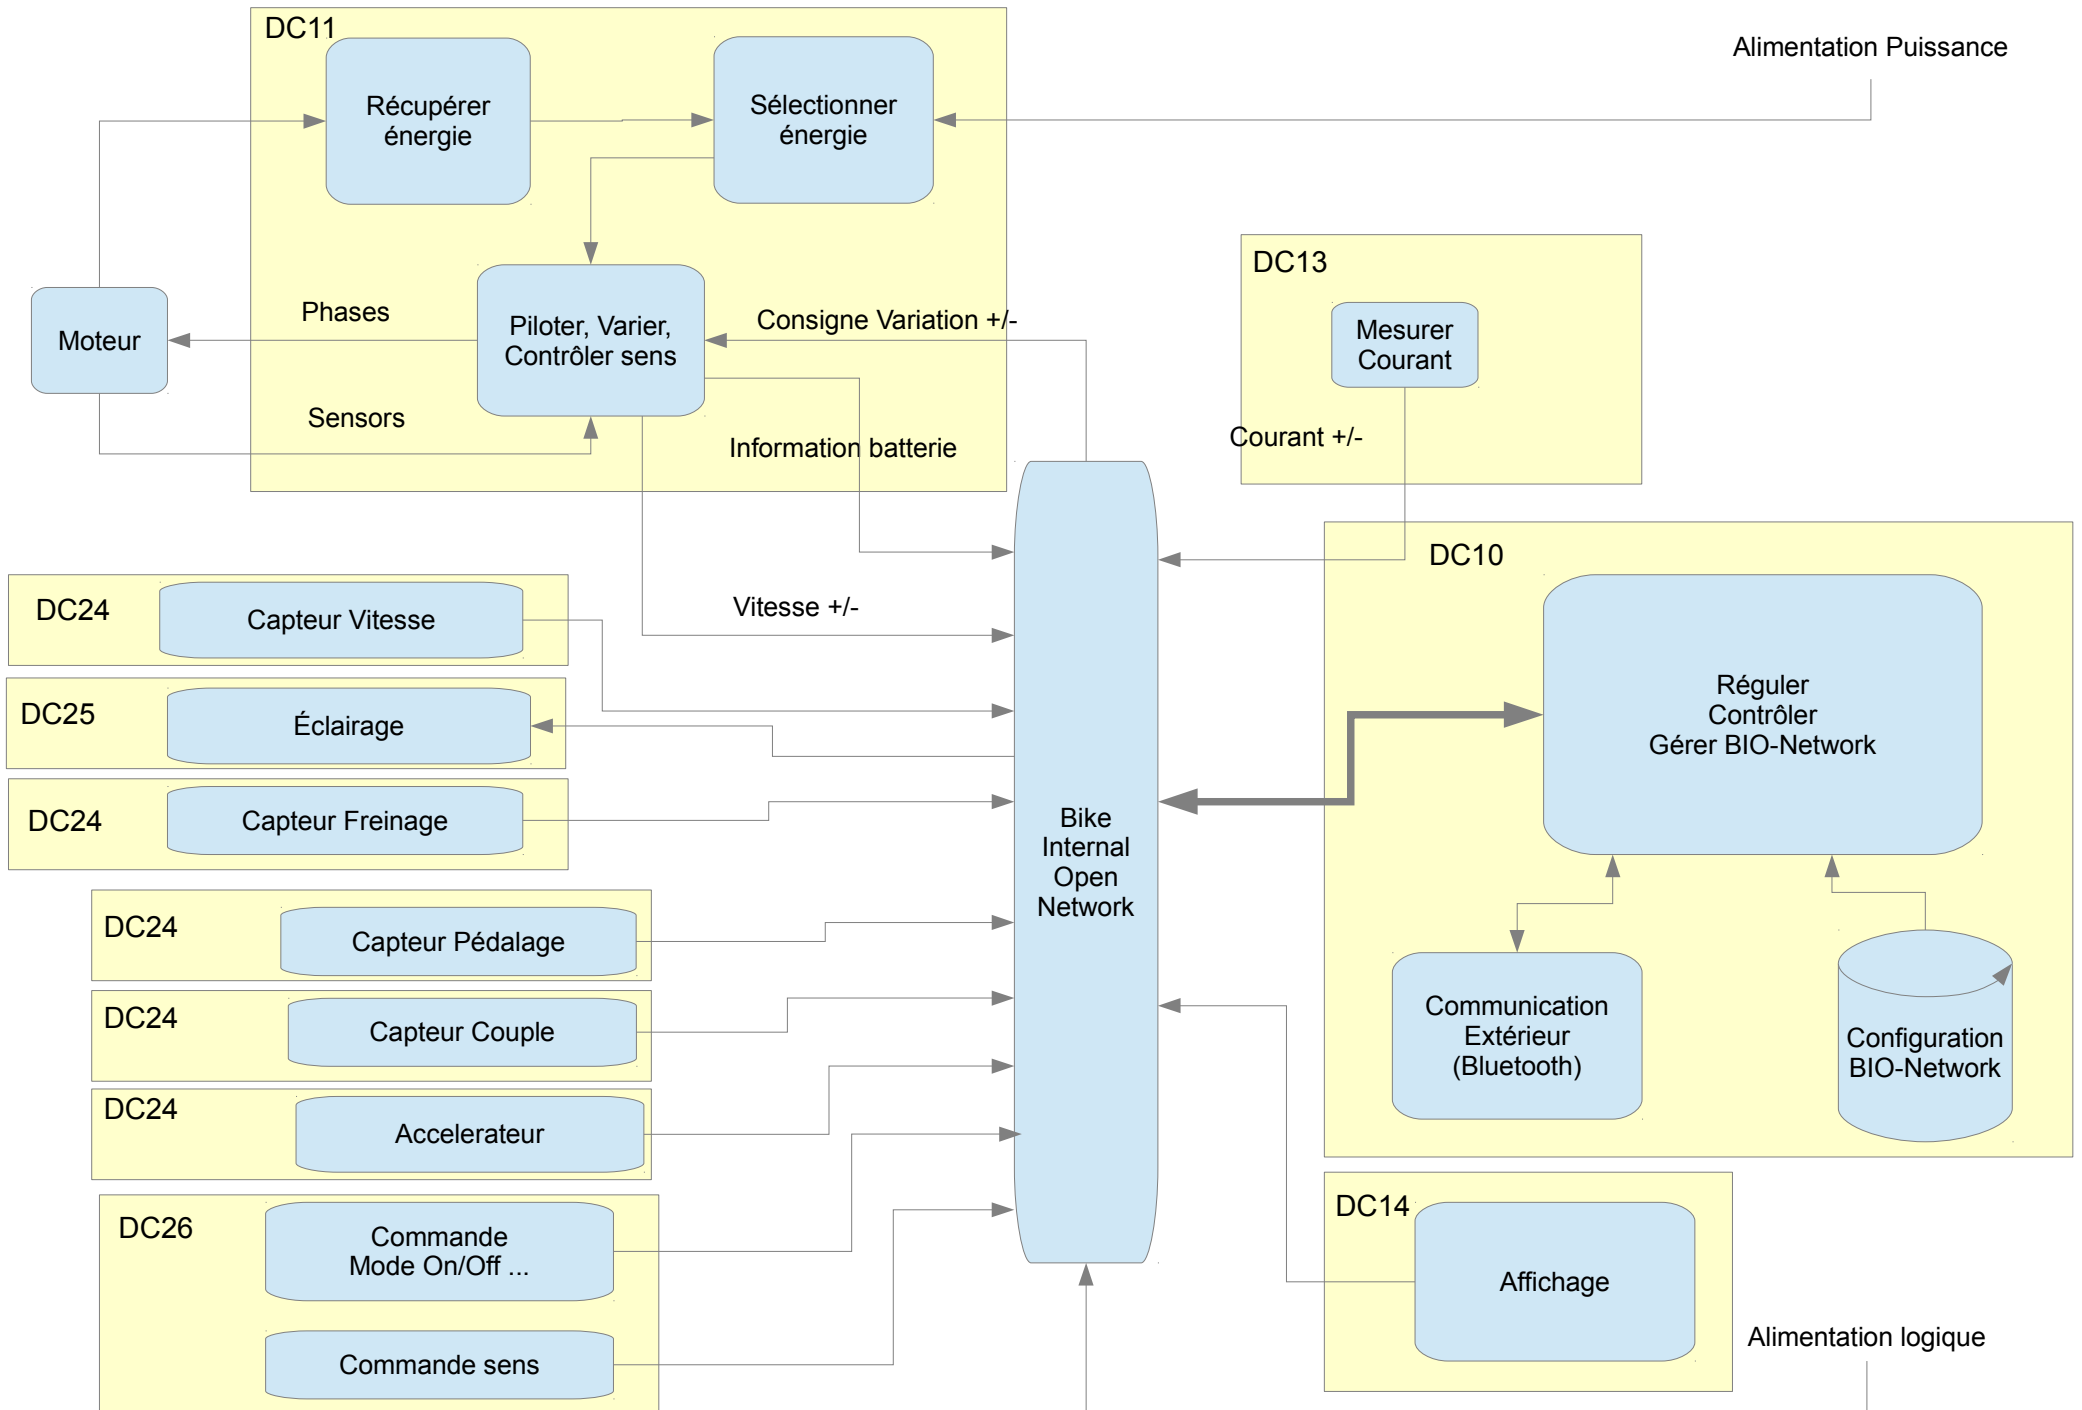 DC11
Récupérer
énergie
Sélectionner
énergie
Alimentation Puissance
Moteur
Phases
Sensors
Piloter, Varier,
Contrôler sens
Consigne Variation +/-
Information batterie
Vitesse +/-
DC13
Mesurer
Courant
Courant +/-
DC24
Capteur Vitesse
DC25
Éclairage
DC24
Capteur Freinage
DC24
Capteur Pédalage
DC24
Capteur Couple
DC24
Accelerateur
DC26
Commande
Mode On/Off ...
Commande sens
Bike
Internal
Open
Network
DC10
Réguler
Contrôler
Gérer BIO-Network
Communication
Extérieur
(Bluetooth)
Configuration
BIO-Network
DC14
Affichage
Alimentation logique